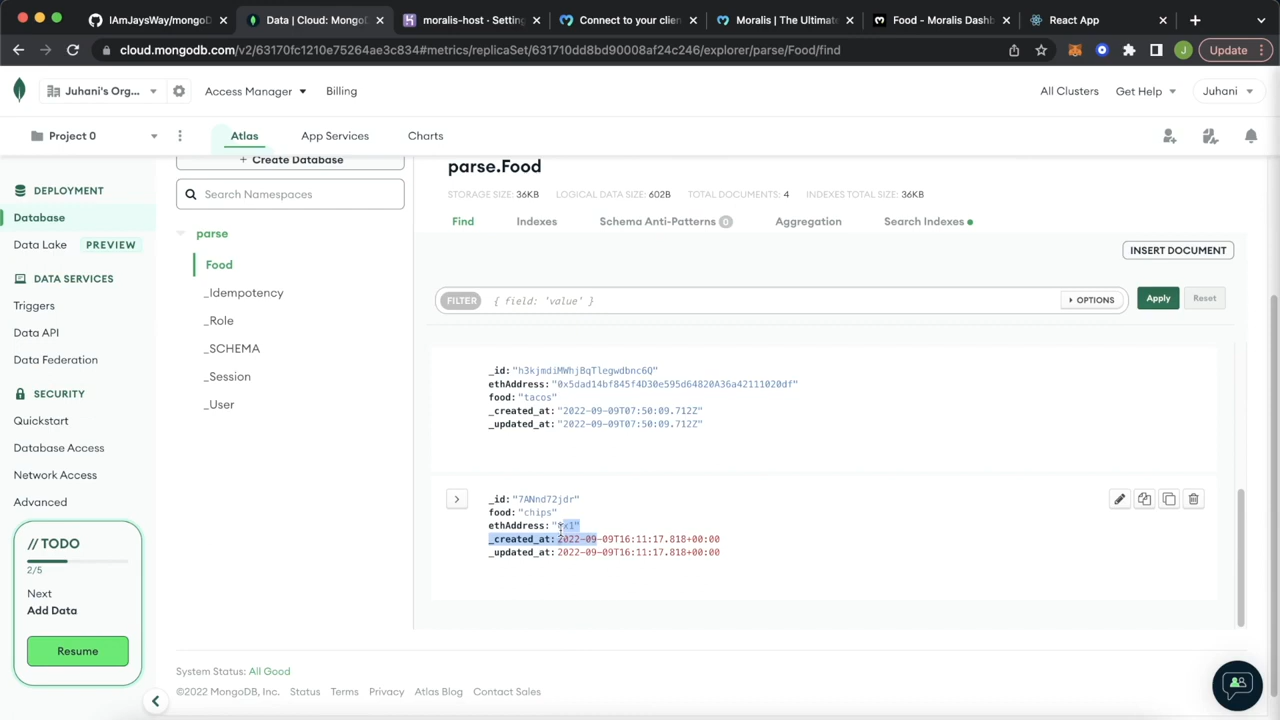 IAmJaysWay/mongoD
Data | Cloud: MongoD
moralis-host · Setting
Connect to your clien
Moralis | The Ultimate
Food - Moralis Dashb
React App
cloud.mongodb.com/v2/63170fc1210e75264ae3c834#metrics/replicaSet/631710dd8bd90008af24c246/explorer/parse/Food/find
J
Update
Juhani's Org...
Access Manager
Billing
All Clusters
Get Help
Juhani
Project 0
Atlas
App Services
Charts
DEPLOYMENT
Database
Data Lake PREVIEW
DATA SERVICES
Triggers
Data API
Data Federation
SECURITY
Quickstart
Database Access
Network Access
Advanced
// TODO
2/5
Next
Add Data
Resume
+ Create Database
Search Namespaces
parse
Food
_Idempotency
_Role
_SCHEMA
_Session
_User
parse.Food
STORAGE SIZE: 36KB LOGICAL DATA SIZE: 602B TOTAL DOCUMENTS: 4 INDEXES TOTAL SIZE: 36KB
Find
Indexes
Schema Anti-Patterns 0
Aggregation
Search Indexes
INSERT DOCUMENT
FILTER { field: 'value' }
OPTIONS
Apply
Reset
_id: "h3kjmdiMWhjBqTlegwdbnc6Q"
ethAddress: "0x5dad14bf845f4D30e595d64820A36a42111020df"
food: "tacos"
_created_at: "2022-09-09T07:50:09.712Z"
_updated_at: "2022-09-09T07:50:09.712Z"
_id: "7ANnd72jdr"
food: "chips"
ethAddress: "0x1"
_created_at: 2022-09-09T16:11:17.818+00:00
_updated_at: 2022-09-09T16:11:17.818+00:00
System Status: All Good
©2022 MongoDB, Inc. Status Terms Privacy Atlas Blog Contact Sales